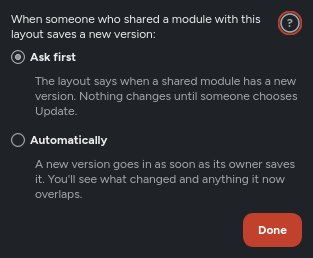 When someone who shared a module with this
layout saves a new version:
?
Ask first
The layout says when a shared module has a new
version. Nothing changes until someone chooses
Update.
Automatically
A new version goes in as soon as its owner saves
it. You'll see what changed and anything it now
overlaps.
Done